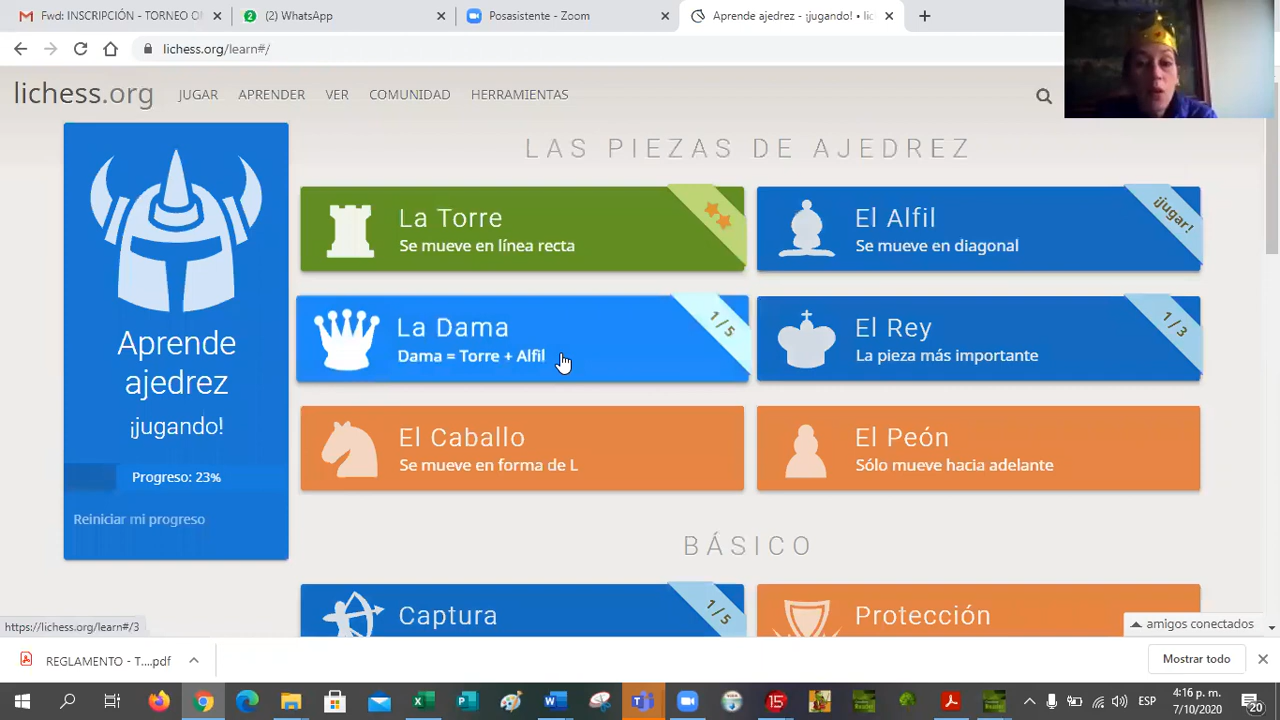 Fwd: INSCRIPCIÓN - TORNEO O
2
(2) WhatsApp
Posasistente - Zoom
Aprende ajedrez - ¡jugando! • lic
lichess.org/learn#/
lichess.org
JUGAR
APRENDER
VER
COMUNIDAD
HERRAMIENTAS
LAS PIEZAS DE AJEDREZ
La Torre
Se mueve en línea recta
El Alfil
Se mueve en diagonal
¡jugar!
La Dama
Dama = Torre + Alfil
1/5
El Rey
La pieza más importante
1/3
Aprende
ajedrez
¡jugando!
Progreso: 23%
Reiniciar mi progreso
El Caballo
Se mueve en forma de L
El Peón
Sólo mueve hacia adelante
BÁSICO
Captura
1/5
Protección
amigos conectados
https://lichess.org/learn#/3
REGLAMENTO - T....pdf
Mostrar todo
15
ESP
4:16 p. m.
7/10/2020
20